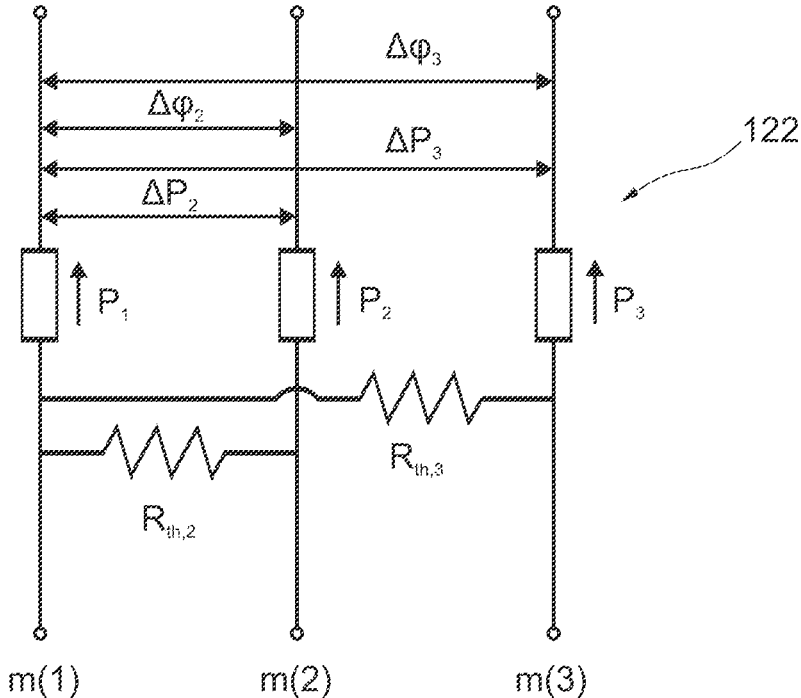 Δφ₃
Δφ₂
122
ΔP₃
ΔP₂
P₁
P₂
P₃
Rth,3
Rth,2
m(1)
m(2)
m(3)